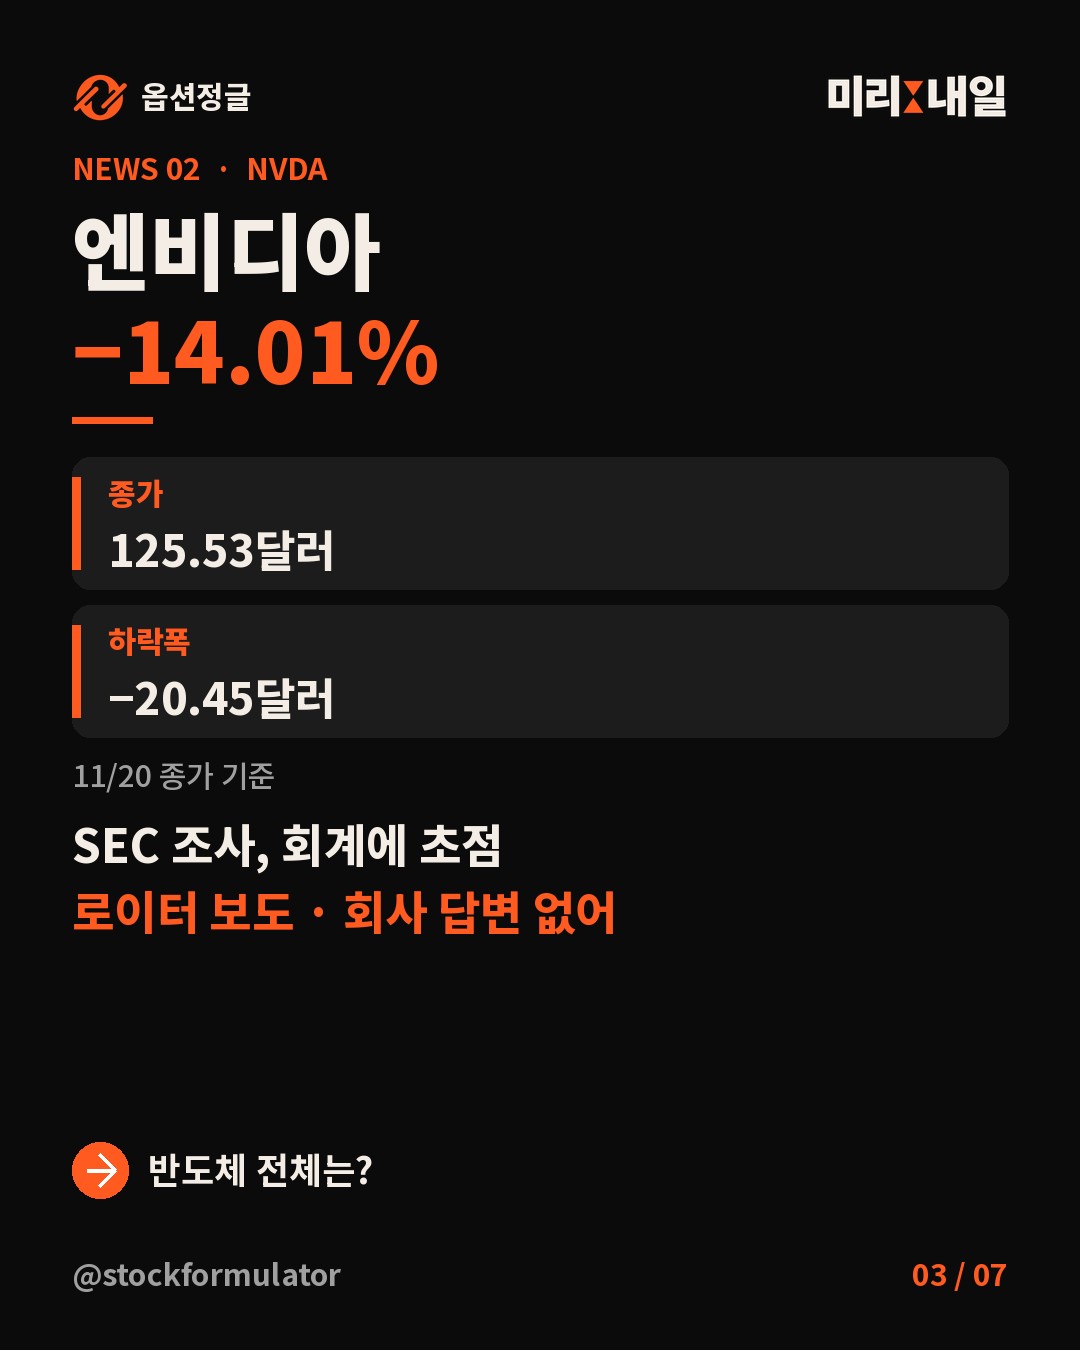 옵션정글
미리내일
NEWS 02 · NVDA
엔비디아
−14.01%
종가
125.53달러
하락폭
−20.45달러
11/20 종가 기준
SEC 조사, 회계에 초점
로이터 보도 · 회사 답변 없어
반도체 전체는?
@stockformulator
03 / 07